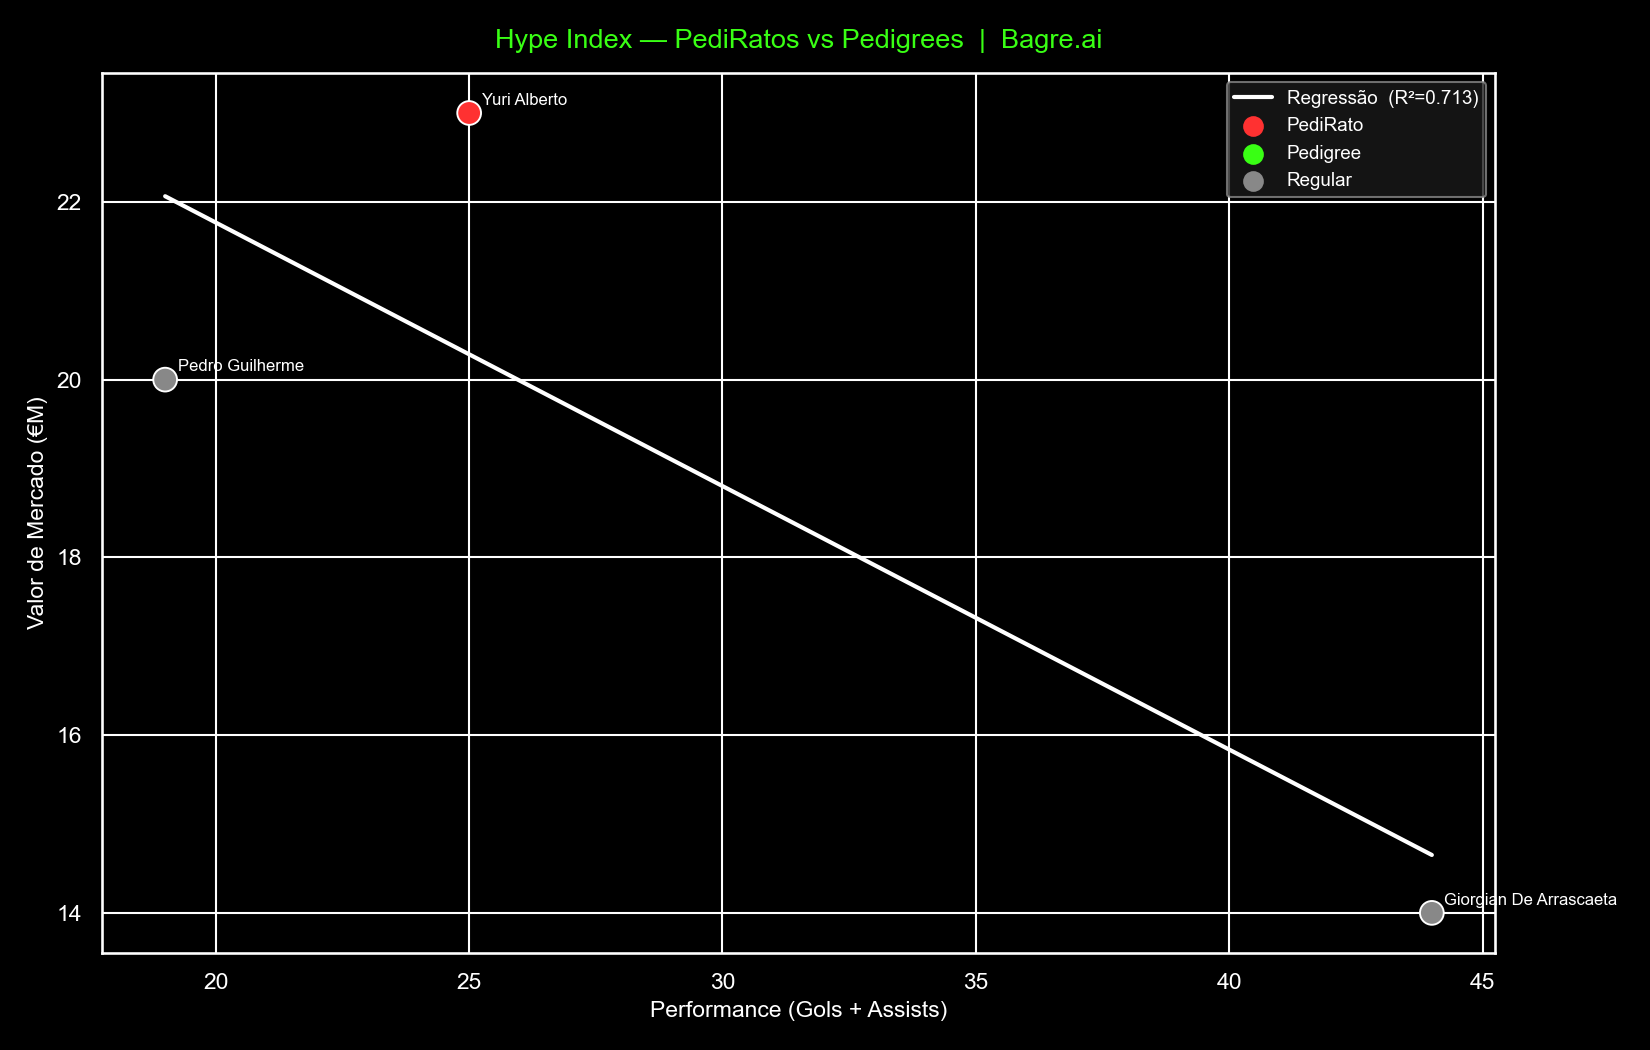 Hype Index — PediRatos vs Pedigrees | Bagre.ai
Regressão (R²=0.713)
PediRato
Pedigree
Regular
Yuri Alberto
Pedro Guilherme
Giorgian De Arrascaeta
Valor de Mercado (€M)
22
20
18
16
14
20
25
30
35
40
45
Performance (Gols + Assists)